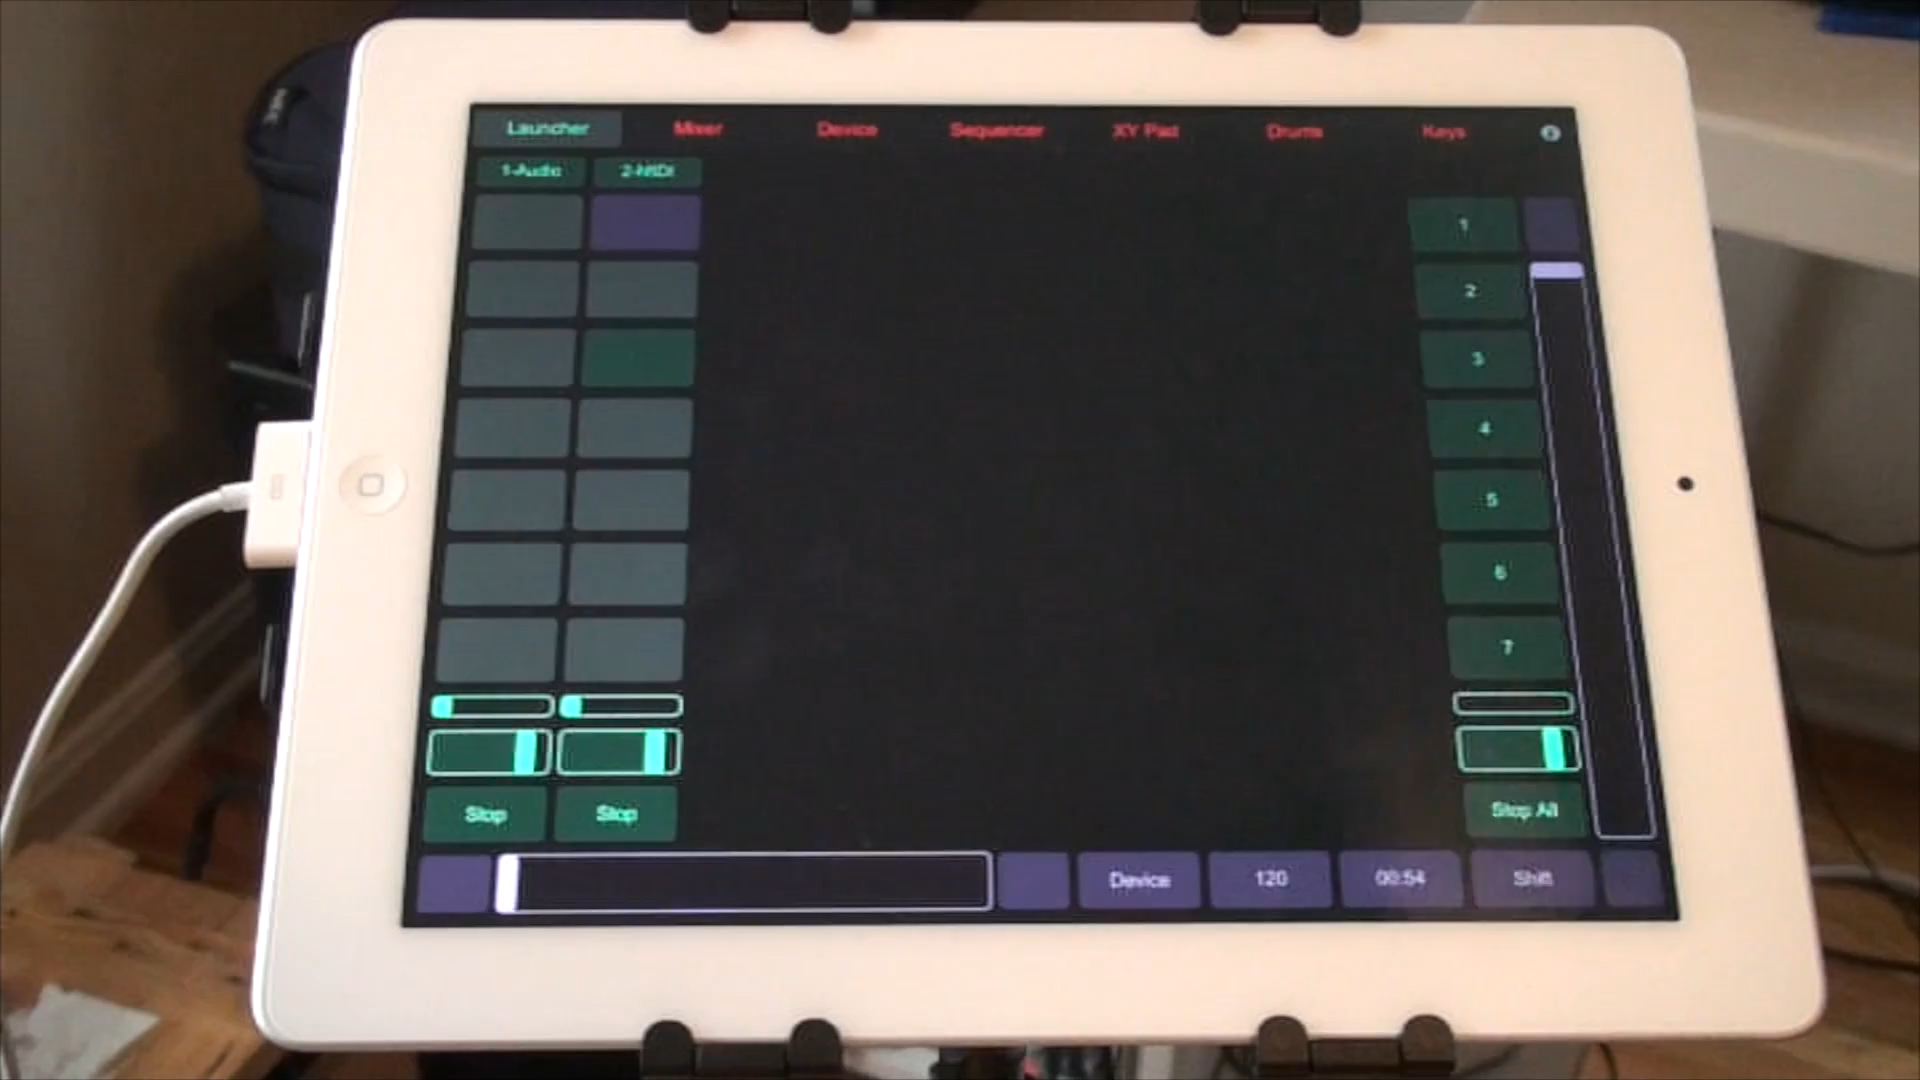 Launcher Mixer Device Sequencer XY Pad Drums Keys
1-Audio 2-MIDI
1
2
3
4
5
6
7
Stop Stop Stop All
Device 120 00:54 Shift